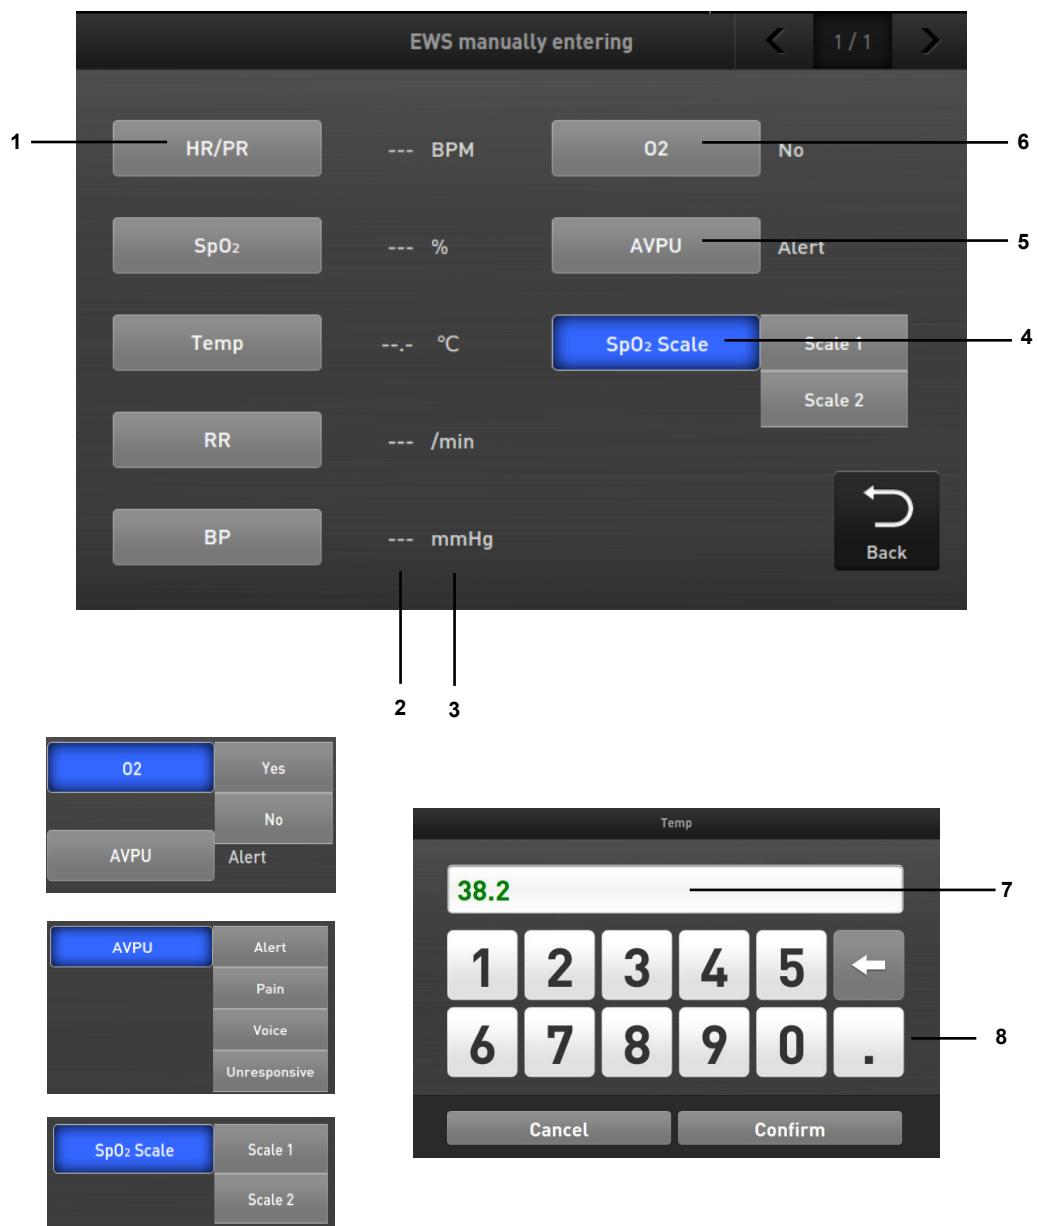 EWS manually entering
1 / 1
1
HR/PR
--- BPM
O2
No
6
SpO2
--- %
AVPU
Alert
5
Temp
--.- °C
SpO2 Scale
Scale 1
4
Scale 2
RR
--- /min
BP
--- mmHg
Back
2
3
O2
Yes
No
AVPU
Alert
AVPU
Alert
Pain
Voice
Unresponsive
SpO2 Scale
Scale 1
Scale 2
Temp
38.2
7
1 2 3 4 5
6 7 8 9 0 .
8
Cancel
Confirm